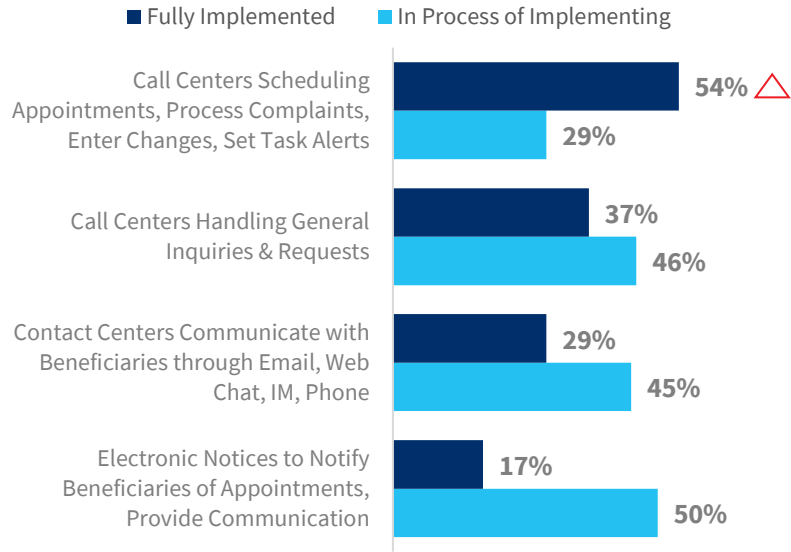 Fully Implemented
In Process of Implementing
Call Centers Scheduling
Appointments, Process Complaints,
Enter Changes, Set Task Alerts
54%
29%
Call Centers Handling General
Inquiries & Requests
37%
46%
Contact Centers Communicate with
Beneficiaries through Email, Web
Chat, IM, Phone
29%
45%
Electronic Notices to Notify
Beneficiaries of Appointments,
Provide Communication
17%
50%